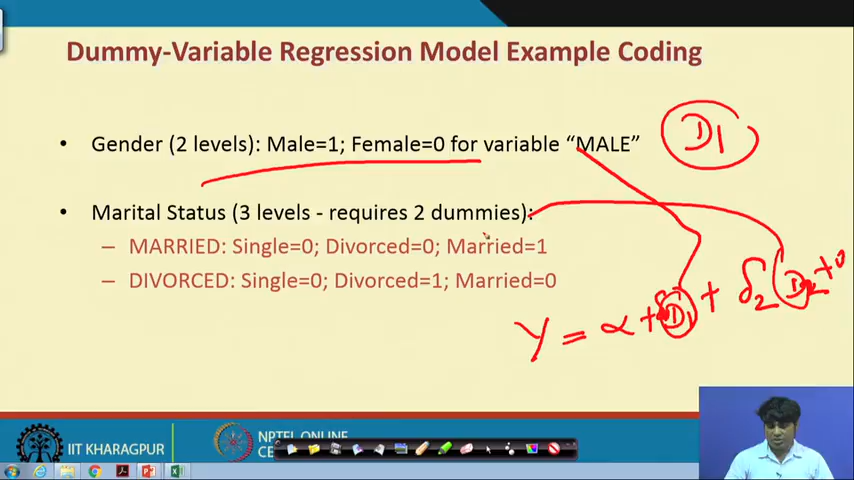 Dummy-Variable Regression Model Example Coding
• Gender (2 levels): Male=1; Female=0 for variable “MALE”
D1
• Marital Status (3 levels - requires 2 dummies):
– MARRIED: Single=0; Divorced=0; Married=1
– DIVORCED: Single=0; Divorced=1; Married=0
Y = α + δ D1 + δ2 D2 +
IIT KHARAGPUR
NPTEL ONLINE